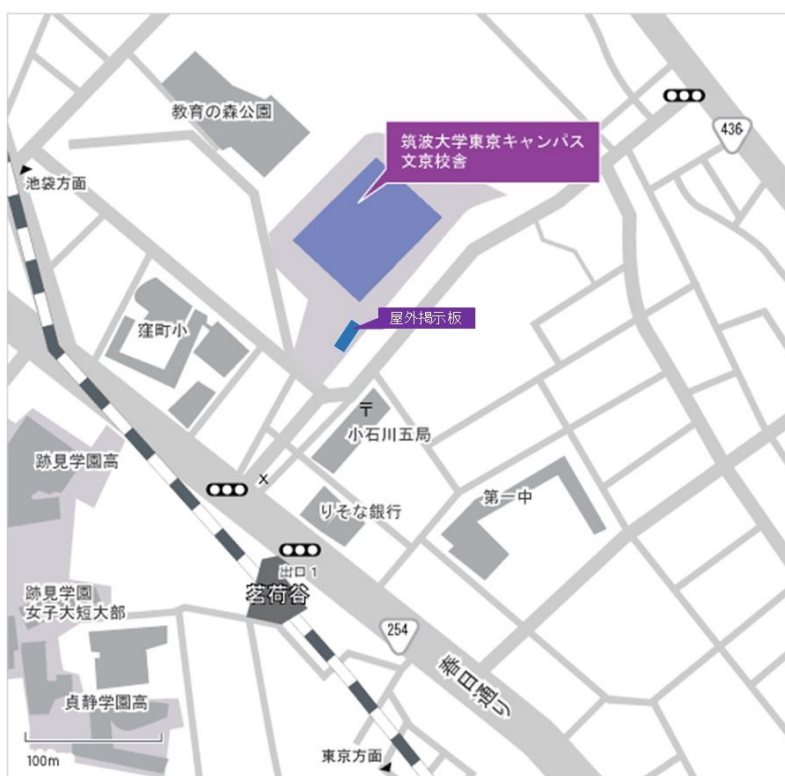 教育の森公園
筑波大学東京キャンパス
文京校舎
436
池袋方面
屋外掲示板
窪町小
〒
小石川五局
跡見学園高
X
りそな銀行
第一中
出口1
茗荷谷
跡見学園
女子大短大部
254
春日通り
貞静学園高
東京方面
100m